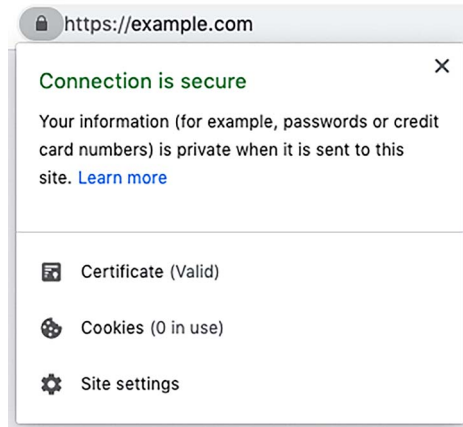 https://example.com
Connection is secure
Your information (for example, passwords or credit
card numbers) is private when it is sent to this
site. Learn more
Certificate (Valid)
Cookies (0 in use)
Site settings